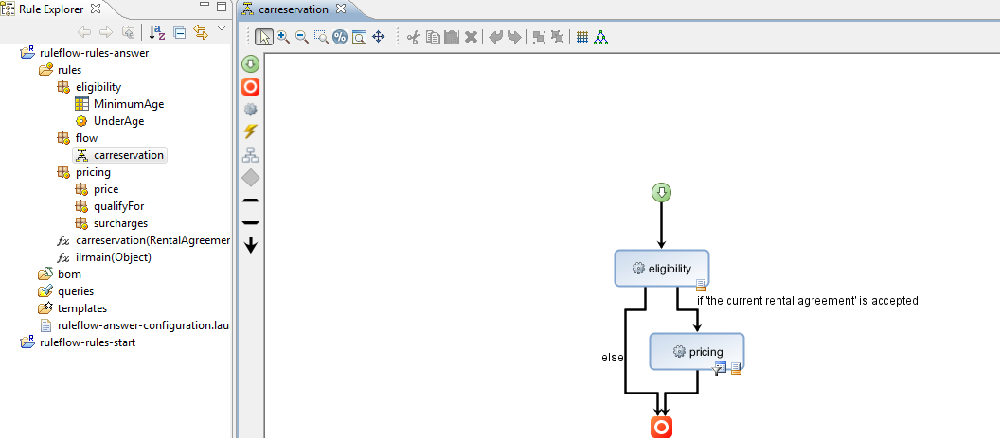 Rule Explorer
carreservation
ruleflow-rules-answer
rules
eligibility
MinimumAge
UnderAge
flow
carreservation
pricing
price
qualifyFor
surcharges
carreservation(RentalAgreemer
ilrmain(Object)
bom
queries
templates
ruleflow-answer-configuration.lau
ruleflow-rules-start
eligibility
if 'the current rental agreement' is accepted
pricing
else